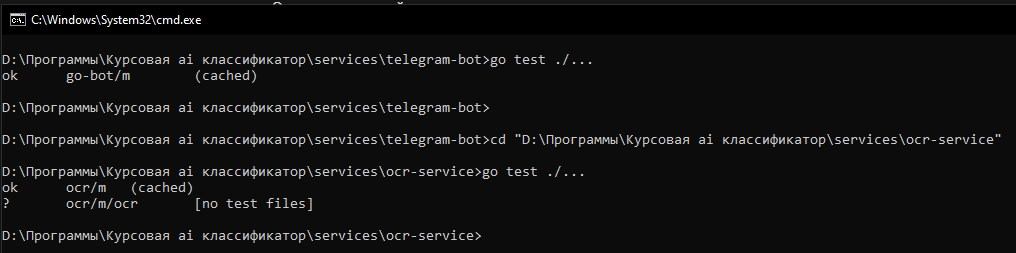 C:\Windows\System32\cmd.exe
D:\Программы\Курсовая ai классификатор\services\telegram-bot>go test ./...
ok      go-bot/m        (cached)
D:\Программы\Курсовая ai классификатор\services\telegram-bot>
D:\Программы\Курсовая ai классификатор\services\telegram-bot>cd "D:\Программы\Курсовая ai классификатор\services\ocr-service"
D:\Программы\Курсовая ai классификатор\services\ocr-service>go test ./...
ok      ocr/m   (cached)
?       ocr/m/ocr       [no test files]
D:\Программы\Курсовая ai классификатор\services\ocr-service>